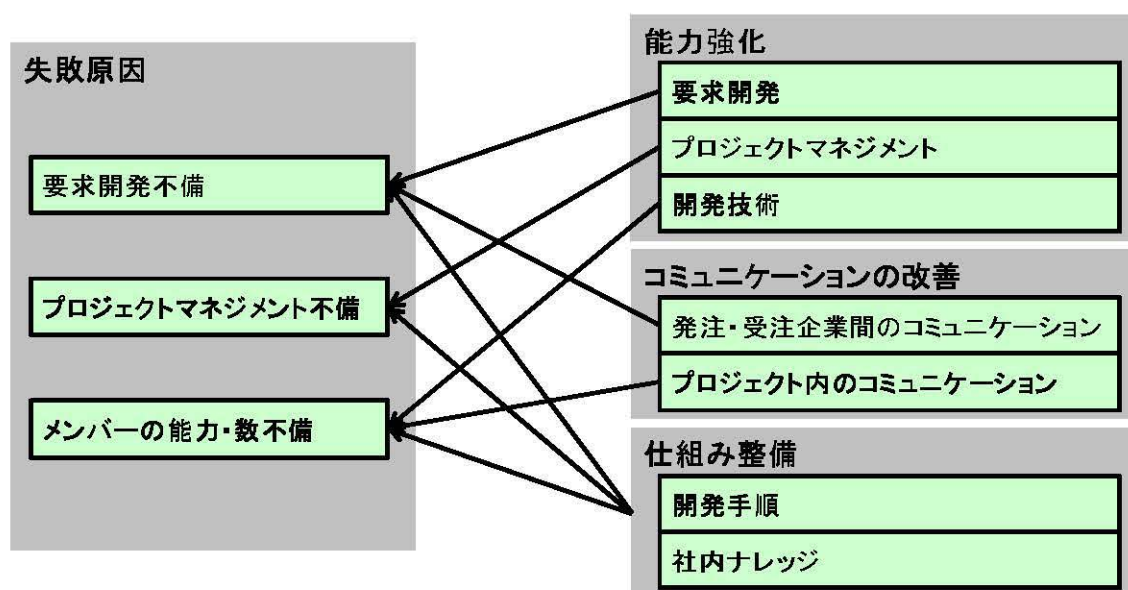 失敗原因
要求開発不備
プロジェクトマネジメント不備
メンバーの能力・数不備
能力強化
要求開発
プロジェクトマネジメント
開発技術
コミュニケーションの改善
発注・受注企業間のコミュニケーション
プロジェクト内のコミュニケーション
仕組み整備
開発手順
社内ナレッジ